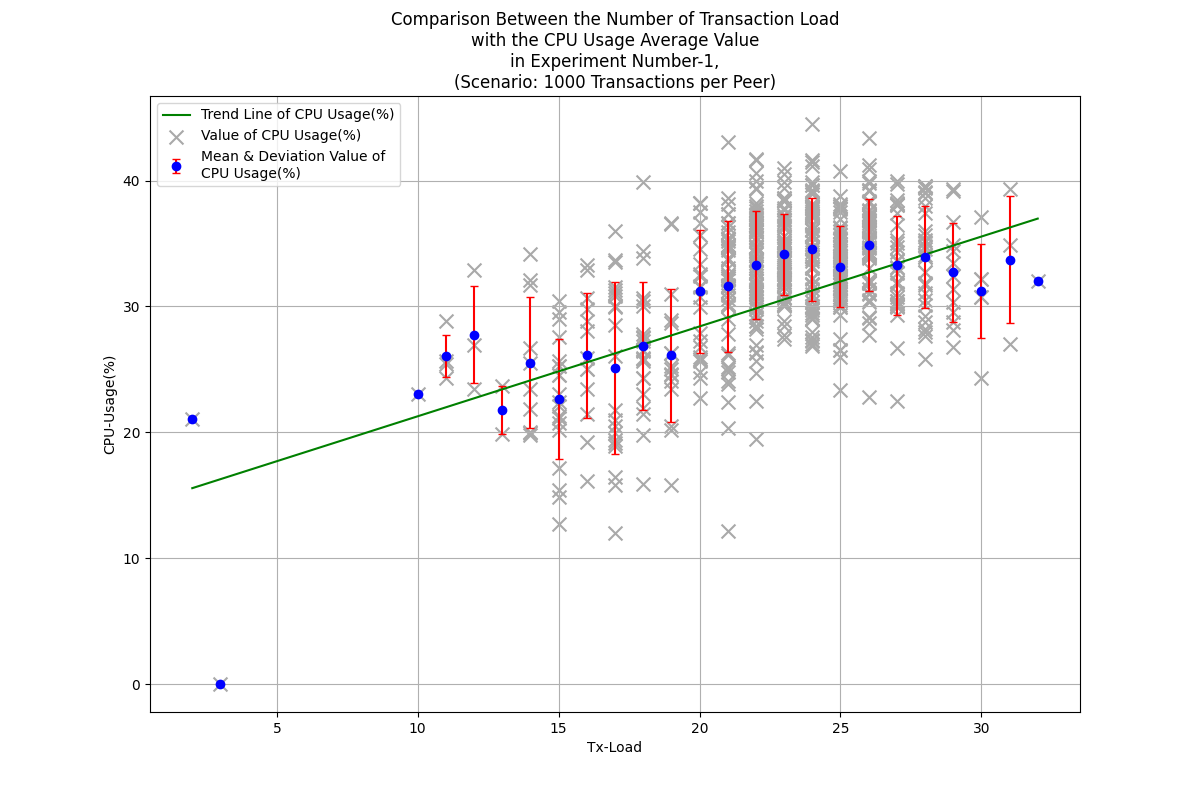 Comparison Between the Number of Transaction Load
with the CPU Usage Average Value
in Experiment Number-1,
(Scenario: 1000 Transactions per Peer)
Trend Line of CPU Usage(%)
Value of CPU Usage(%)
Mean & Deviation Value of
CPU Usage(%)
CPU-Usage(%)
40
30
20
10
0
5 10 15 20 25 30
Tx-Load